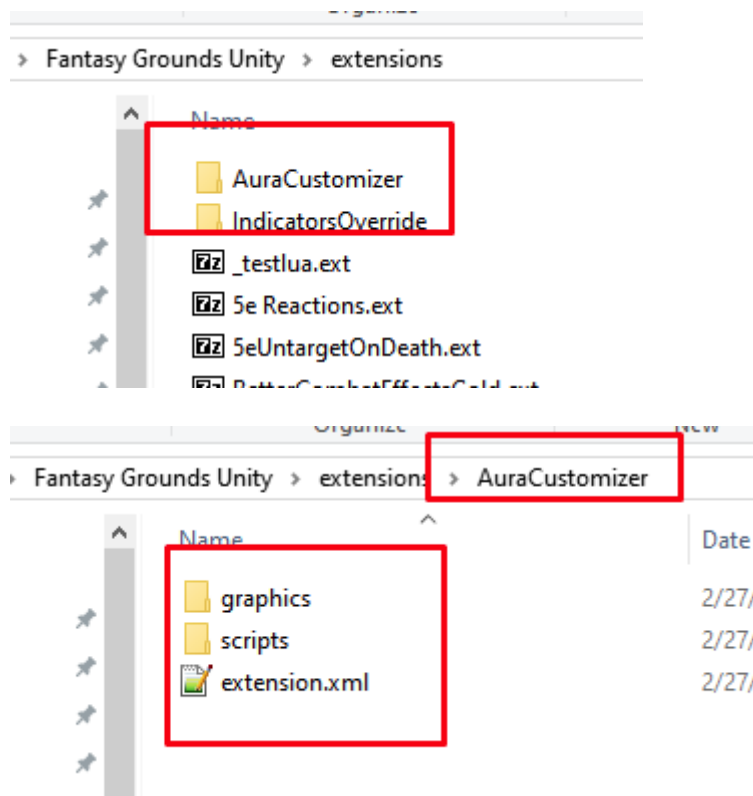 Fantasy Grounds Unity > extensions
Name
AuraCustomizer
IndicatorsOverride
_testlua.ext
5e Reactions.ext
5eUntargetOnDeath.ext
Organize
Fantasy Grounds Unity > extensions > AuraCustomizer
Name
Date
graphics
2/27/
scripts
2/27/
extension.xml
2/27/